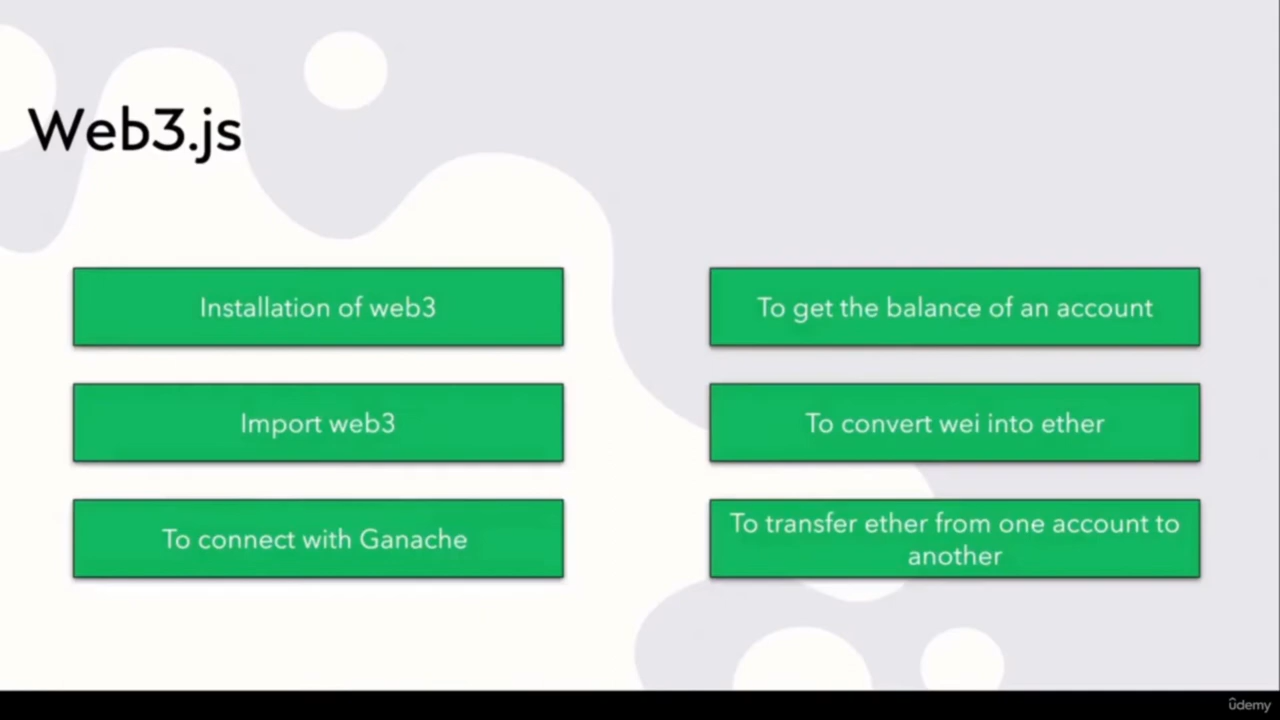 Web3.js
Installation of web3
Import web3
To connect with Ganache
To get the balance of an account
To convert wei into ether
To transfer ether from one account to
another
ûdemy